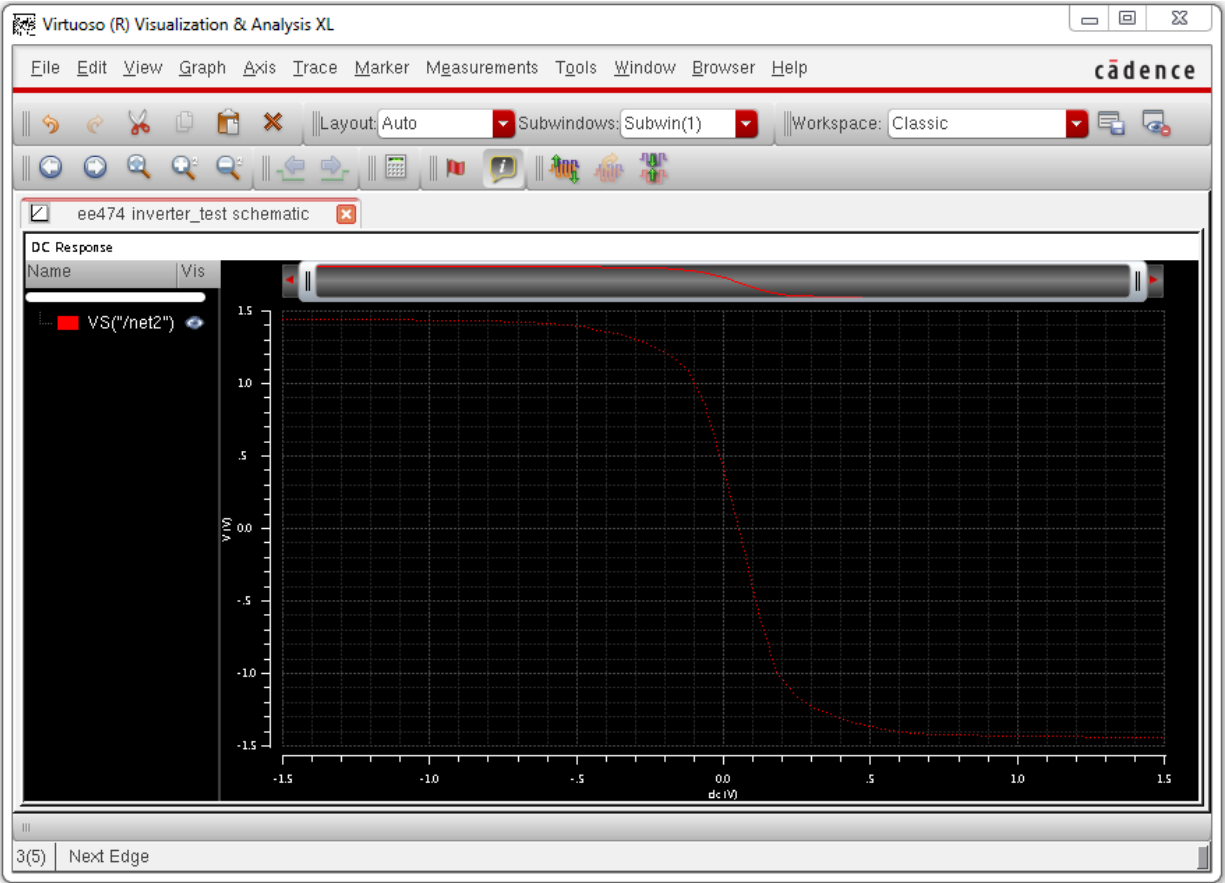 Virtuoso (R) Visualization & Analysis XL
File Edit View Graph Axis Trace Marker Measurements Tools Window Browser Help cādence
Layout: Auto Subwindows: Subwin(1) Workspace: Classic
ee474 inverter_test schematic
DC Response
Name Vis
VS("/net2")
1.5
1.0
.5
0.0
-.5
-1.0
-1.5
V (V)
-1.5 -1.0 -.5 0.0 .5 1.0 1.5
dc (V)
3(5) Next Edge